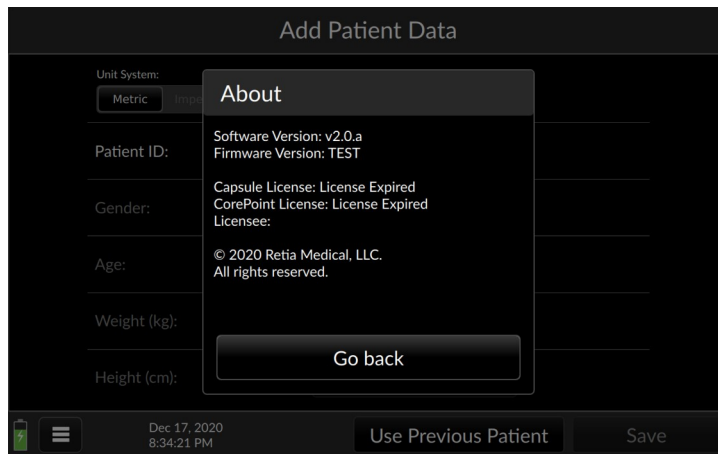 Add Patient Data
Unit System:
Metric
About
Software Version: v2.0.a
Firmware Version: TEST
Patient ID:
Capsule License: License Expired
CorePoint License: License Expired
Gender:
Licensee:
© 2020 Retia Medical, LLC.
Age:
All rights reserved.
Weight (kg):
Go back
Height (cm):
Dec 17, 2020
8:34:21 PM
Use Previous Patient
Save